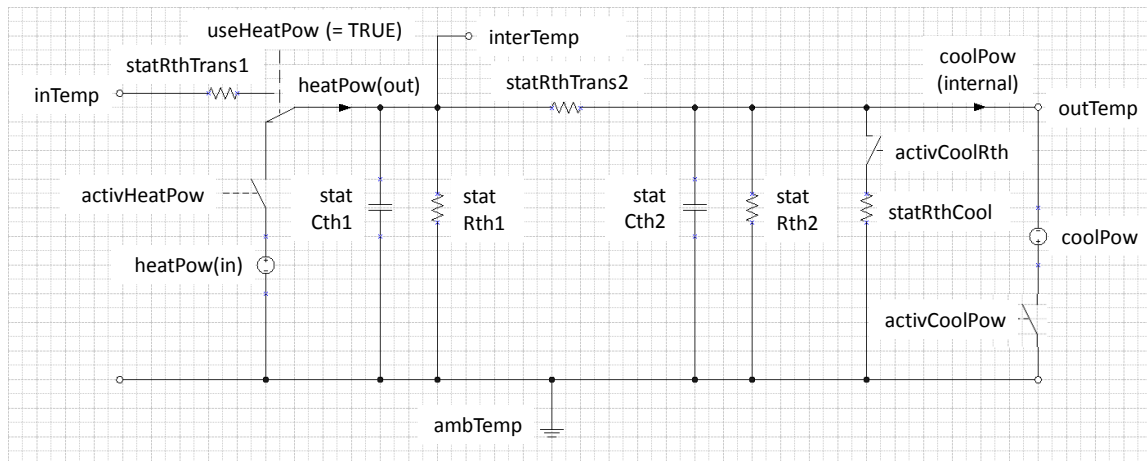 useHeatPow (= TRUE)
interTemp
statRthTrans1
heatPow(out)
statRthTrans2
coolPow
(internal)
inTemp
outTemp
activCoolRth
activHeatPow
stat
Cth1
stat
Rth1
stat
Cth2
stat
Rth2
statRthCool
heatPow(in)
coolPow
activCoolPow
ambTemp